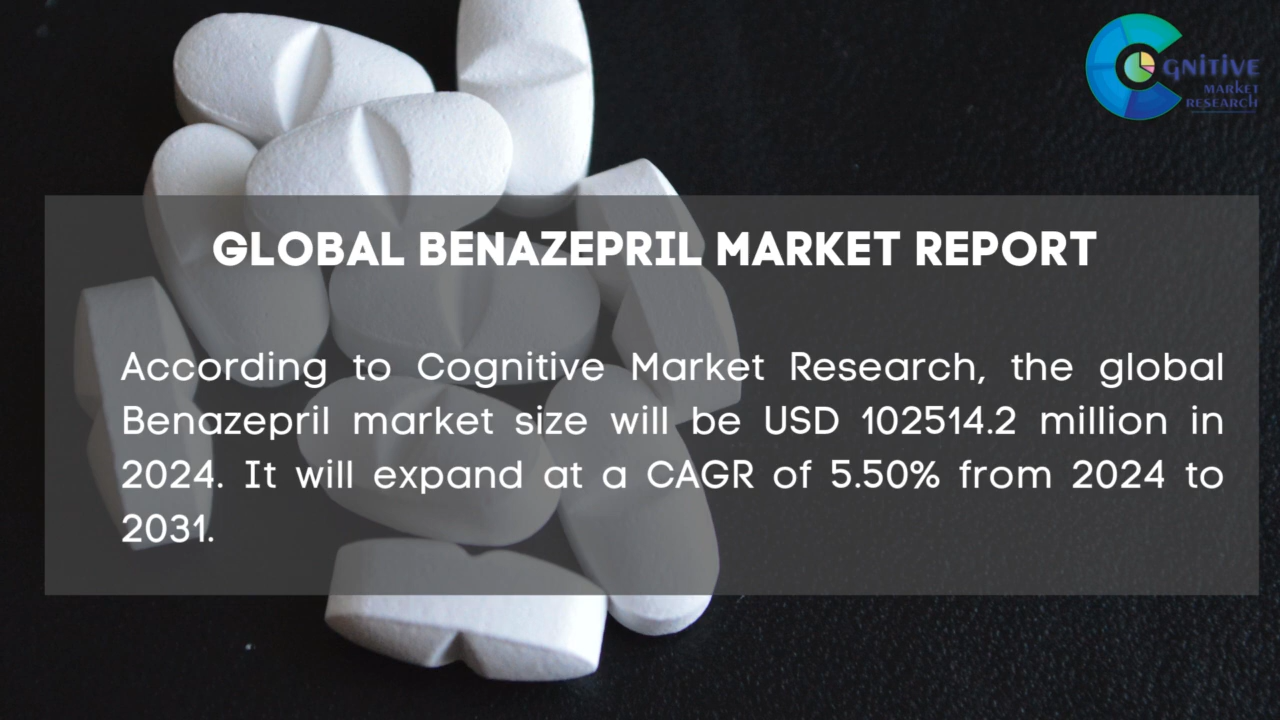 GNITIVE
MARKET
RESEARCH
GLOBAL BENAZEPRIL MARKET REPORT
According to Cognitive Market Research, the global
Benazepril market size will be USD 102514.2 million in
2024. It will expand at a CAGR of 5.50% from 2024 to
2031.